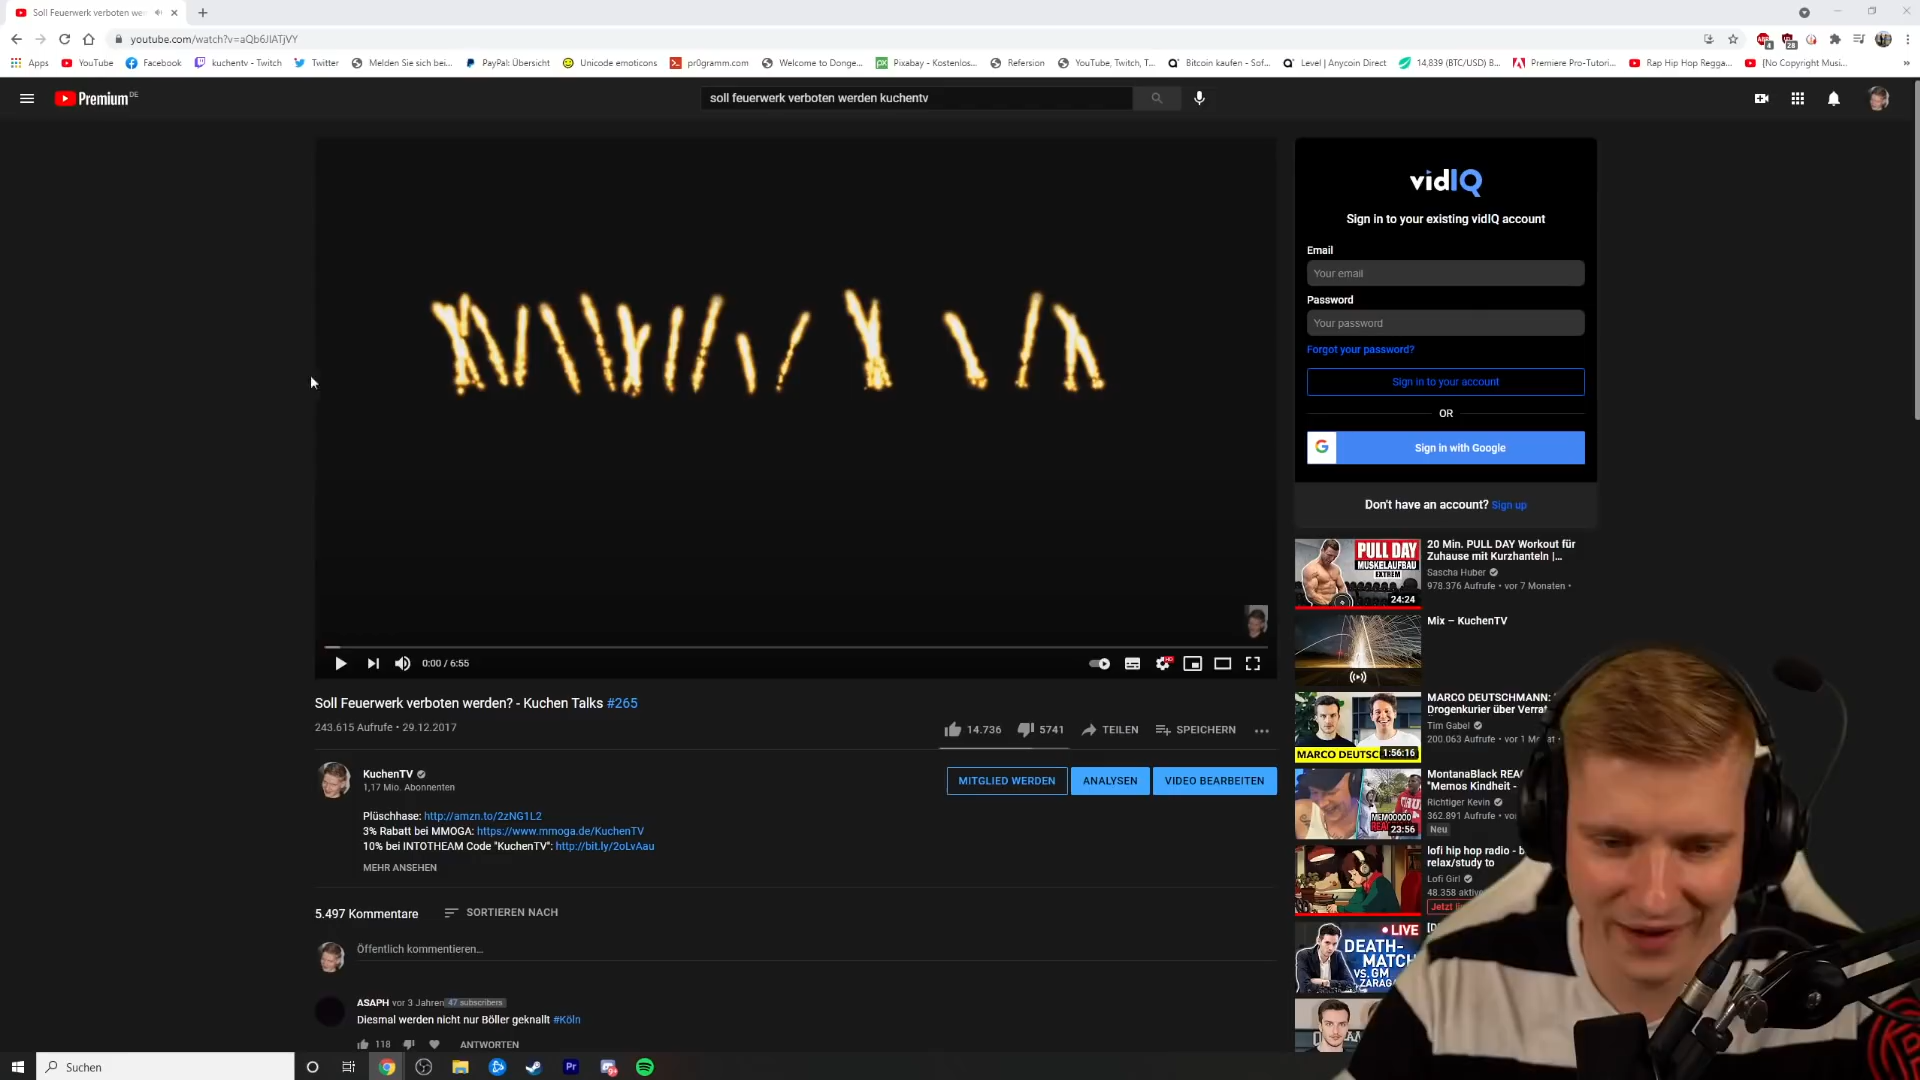 Soll Feuerwerk verboten we
youtube.com/watch?v=aQb6JlATjVY
Apps YouTube Facebook kuchentv - Twitch Twitter Melden Sie sich bei... PayPal: Übersicht Unicode emoticons pr0gramm.com Welcome to Donge... Pixabay - Kostenlos... Refersion YouTube, Twitch, T... Bitcoin kaufen - Sof... Level | Anycoin Direct 14,839 (BTC/USD) B... Premiere Pro-Tutori... Rap Hip Hop Regga... [No Copyright Musi...
Premium DE
soll feuerwerk verboten werden kuchentv
vidIQ
Sign in to your existing vidIQ account
Email
Your email
Password
Your password
Forgot your password?
Sign in to your account
OR
Sign in with Google
Don't have an account? Sign up
0:00 / 6:55
Soll Feuerwerk verboten werden? - Kuchen Talks #265
243.615 Aufrufe • 29.12.2017
14.736 5741 TEILEN SPEICHERN
KuchenTV
1,17 Mio. Abonnenten
MITGLIED WERDEN ANALYSEN VIDEO BEARBEITEN
Plüschhase: http://amzn.to/2zNG1L2
3% Rabatt bei MMOGA: https://www.mmoga.de/KuchenTV
10% bei INTOTHEAM Code "KuchenTV": http://bit.ly/2oLvAau
MEHR ANSEHEN
5.497 Kommentare SORTIEREN NACH
Öffentlich kommentieren...
ASAPH vor 3 Jahren 47 subscribers
Diesmal werden nicht nur Böller geknallt #Köln
118 ANTWORTEN
PULL DAY
MUSKELAUFBAU
EXTREM
24:24
20 Min. PULL DAY Workout für
Zuhause mit Kurzhanteln |...
Sascha Huber
978.376 Aufrufe • vor 7 Monaten •
Mix – KuchenTV
MARCO DEUTSC
1:56:16
MARCO DEUTSCHMANN:
Drogenkurier über Verrat
Tim Gabel
200.063 Aufrufe • vor 1
MEMOOOOO
23:56
MontanaBlack REA
"Memos Kindheit -
Richtiger Kevin
362.891 Aufrufe • vor
Neu
lofi hip hop radio - b
relax/study to
Lofi Girl
48.358 aktiv
Jetzt
LIVE
DEATH-
MATCH
VS. GM
ZARAG
Suchen